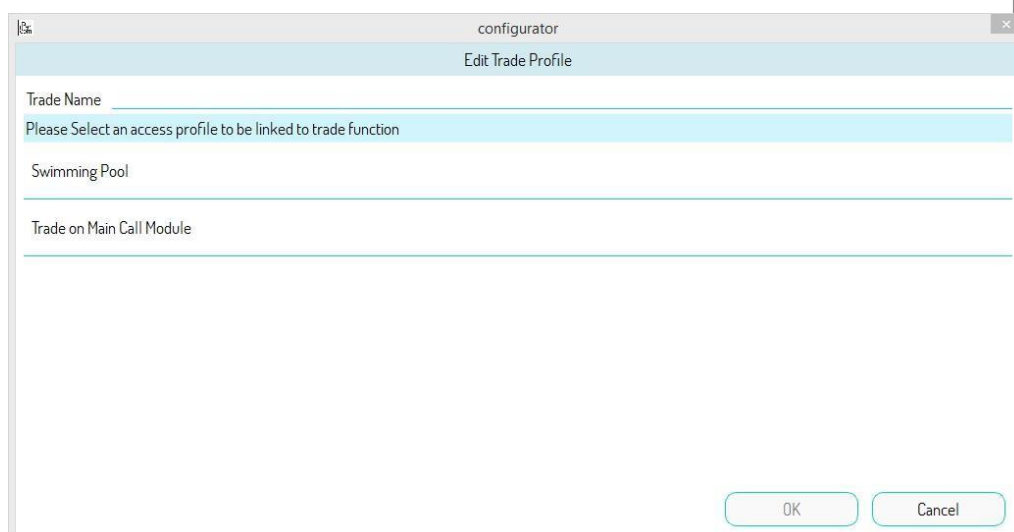 configurator
Edit Trade Profile
Trade Name
Please Select an access profile to be linked to trade function
Swimming Pool
Trade on Main Call Module
OK Cancel